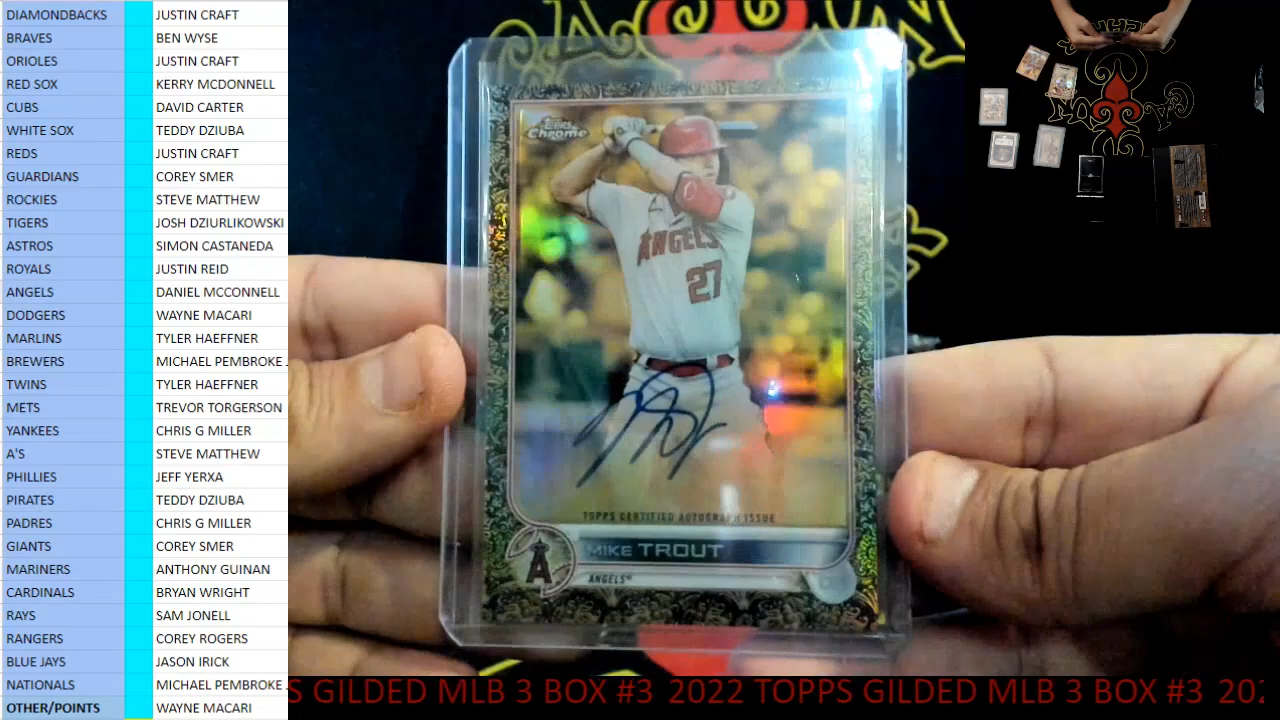 DIAMONDBACKS JUSTIN CRAFT
BRAVES BEN WYSE
ORIOLES JUSTIN CRAFT
RED SOX KERRY MCDONNELL
CUBS DAVID CARTER
WHITE SOX TEDDY DZIUBA
REDS JUSTIN CRAFT
GUARDIANS COREY SMER
ROCKIES STEVE MATTHEW
TIGERS JOSH DZIURLIKOWSKI
ASTROS SIMON CASTANEDA
ROYALS JUSTIN REID
ANGELS DANIEL MCCONNELL
DODGERS WAYNE MACARI
MARLINS TYLER HAEFFNER
BREWERS MICHAEL PEMBROKE
TWINS TYLER HAEFFNER
METS TREVOR TORGERSON
YANKEES CHRIS G MILLER
A'S STEVE MATTHEW
PHILLIES JEFF YERXA
PIRATES TEDDY DZIUBA
PADRES CHRIS G MILLER
GIANTS COREY SMER
MARINERS ANTHONY GUINAN
CARDINALS BRYAN WRIGHT
RAYS SAM JONELL
RANGERS COREY ROGERS
BLUE JAYS JASON IRICK
NATIONALS MICHAEL PEMBROKE
OTHER/POINTS WAYNE MACARI
Topps
Chrome
ANGELS
27
TOPPS CERTIFIED AUTOGRAPH ISSUE
MIKE TROUT
A
ANGELS
S GILDED MLB 3 BOX #3 2022 TOPPS GILDED MLB 3 BOX #3 202